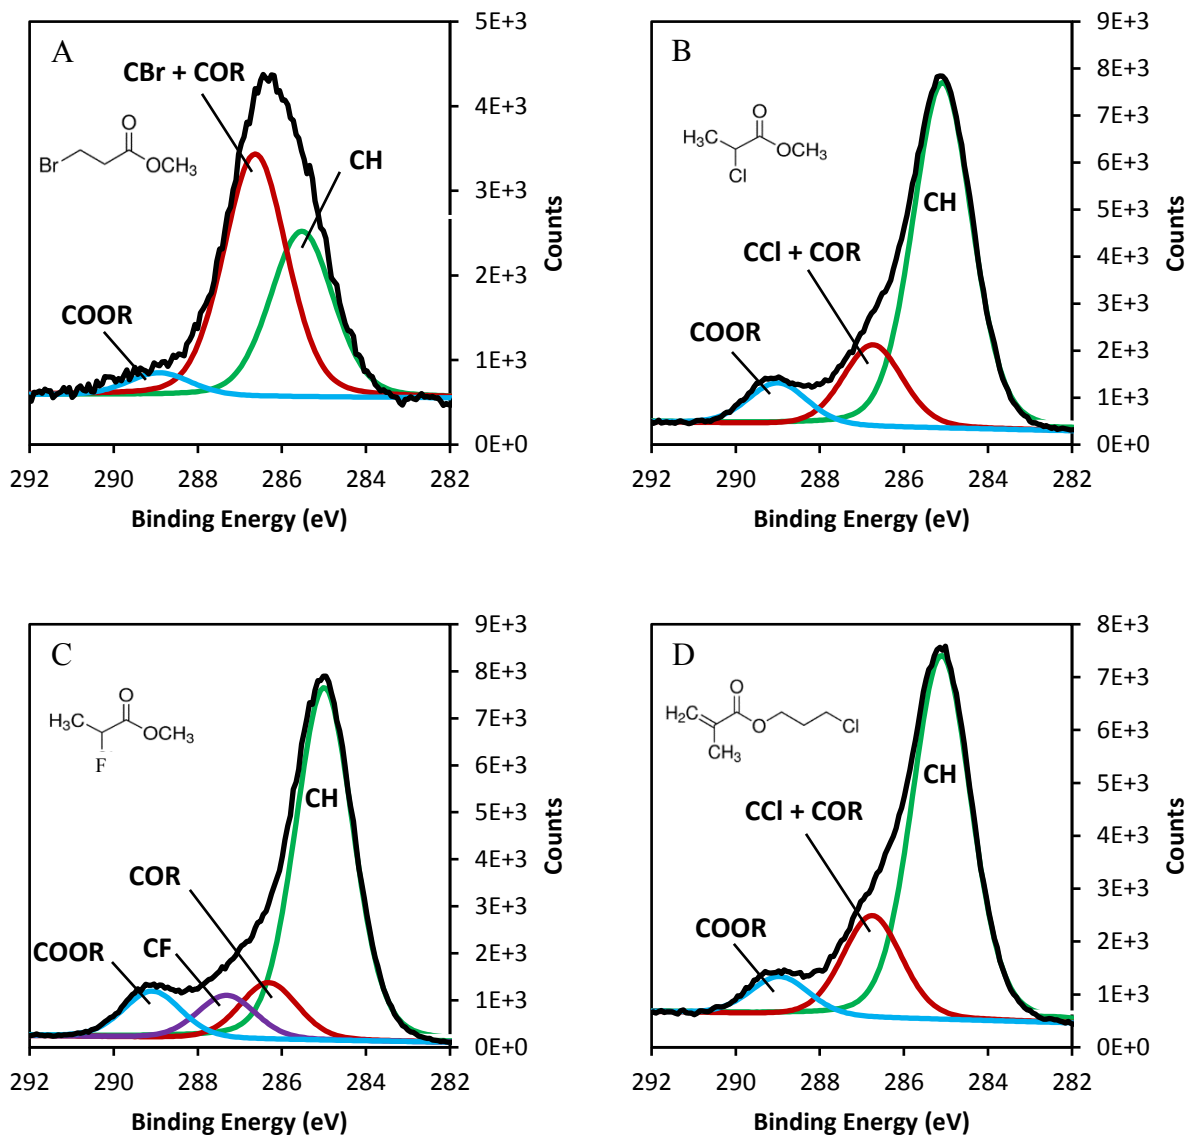 A
CBr + COR
CH
COOR
Br
O
OCH3
5E+3
4E+3
3E+3
2E+3
1E+3
0E+0
Counts
292 290 288 286 284 282
Binding Energy (eV)
B
H3C
O
OCH3
Cl
CH
CCl + COR
COOR
9E+3
8E+3
7E+3
6E+3
5E+3
4E+3
3E+3
2E+3
1E+3
0E+0
Counts
292 290 288 286 284 282
Binding Energy (eV)
C
H3C
O
OCH3
F
CH
COR
CF
COOR
9E+3
8E+3
7E+3
6E+3
5E+3
4E+3
3E+3
2E+3
1E+3
0E+0
Counts
292 290 288 286 284 282
Binding Energy (eV)
D
H2C
O
O
Cl
CH3
CH
CCl + COR
COOR
8E+3
7E+3
6E+3
5E+3
4E+3
3E+3
2E+3
1E+3
0E+0
Counts
292 290 288 286 284 282
Binding Energy (eV)